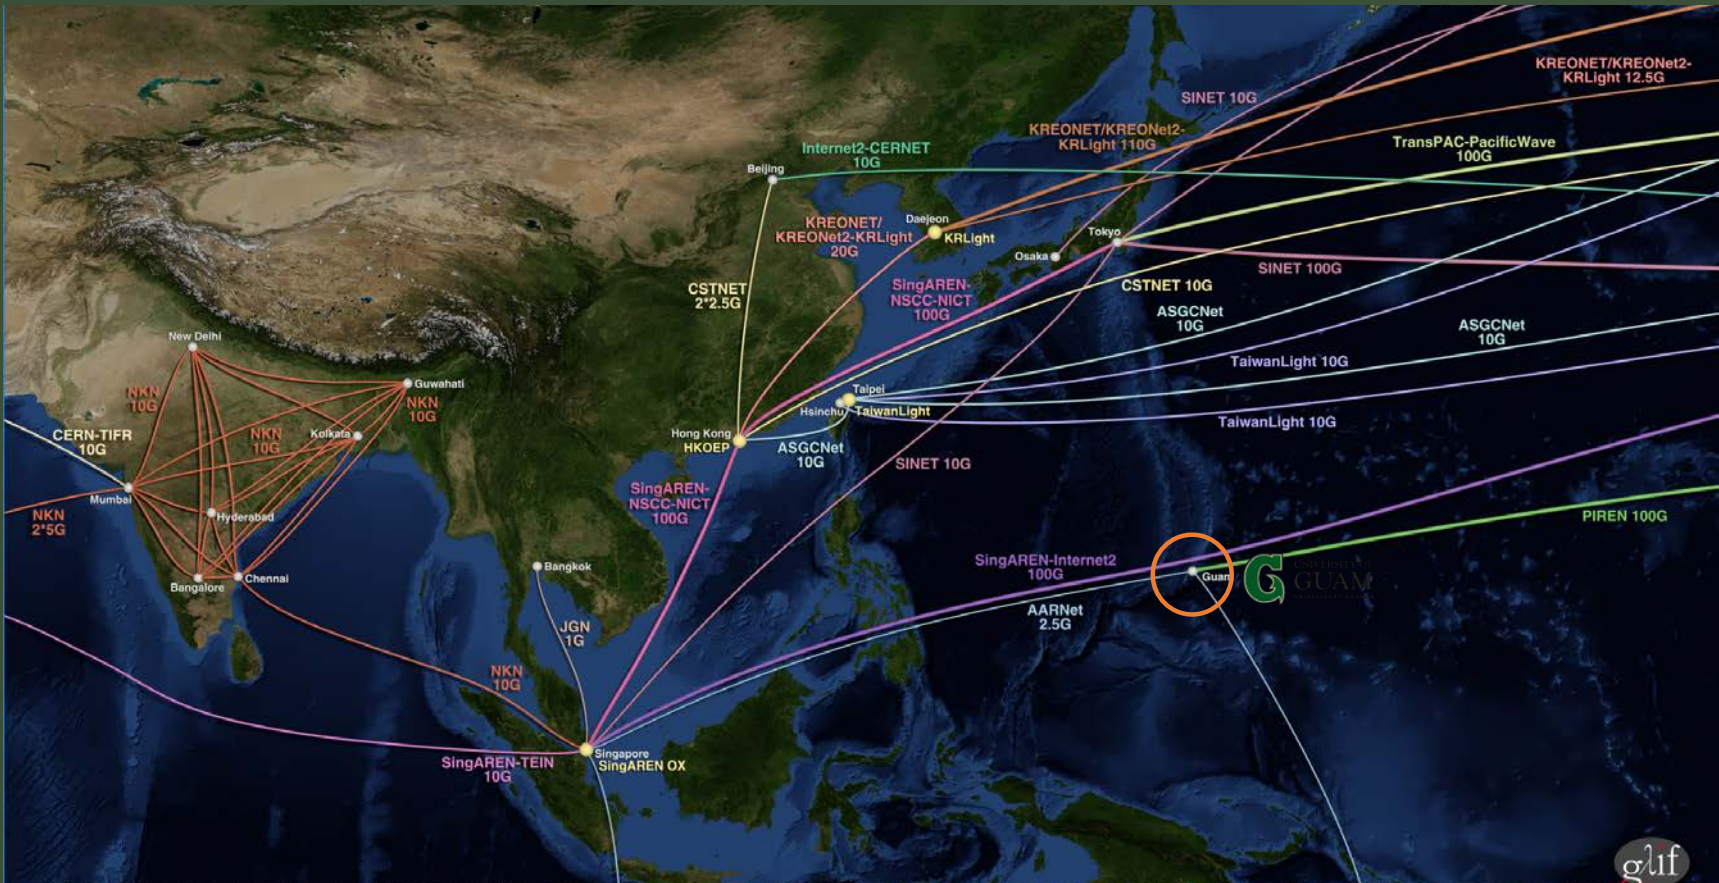 KREONET/KREONet2-
KRLight 12.5G
SINET 10G
KREONET/KREONet2-
KRLight 110G
TransPAC-PacificWave
100G
Internet2-CERNET
10G
Beijing
Daejeon
KRLight
KREONET/
KREONet2-KRLight
20G
Tokyo
Osaka
SINET 100G
CSTNET
2*2.5G
SingAREN-
NSCC-NICT
100G
CSTNET 10G
ASGCNet
10G
ASGCNet
10G
New Delhi
TaiwanLight 10G
Guwahati
NKN
10G
NKN
10G
Taipei
Hsinchu
TaiwanLight
TaiwanLight 10G
CERN-TIFR
10G
NKN
10G
Kolkata
Hong Kong
HKOEP
ASGCNet
10G
SINET 10G
Mumbai
NKN
2*5G
Hyderabad
SingAREN-
NSCC-NICT
100G
PIREN 100G
Bangalore
Chennai
Bangkok
SingAREN-Internet2
100G
Guam
G
UNIVERSITY OF
GUAM
AARNet
2.5G
JGN
1G
NKN
10G
Singapore
SingAREN OX
SingAREN-TEIN
10G
glif